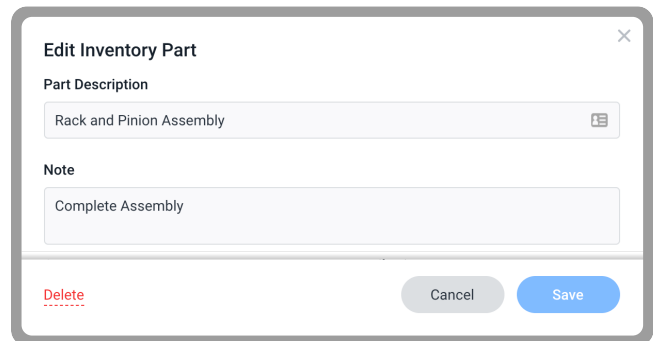 Edit Inventory Part
Part Description
Rack and Pinion Assembly
Note
Complete Assembly
Delete
Cancel
Save